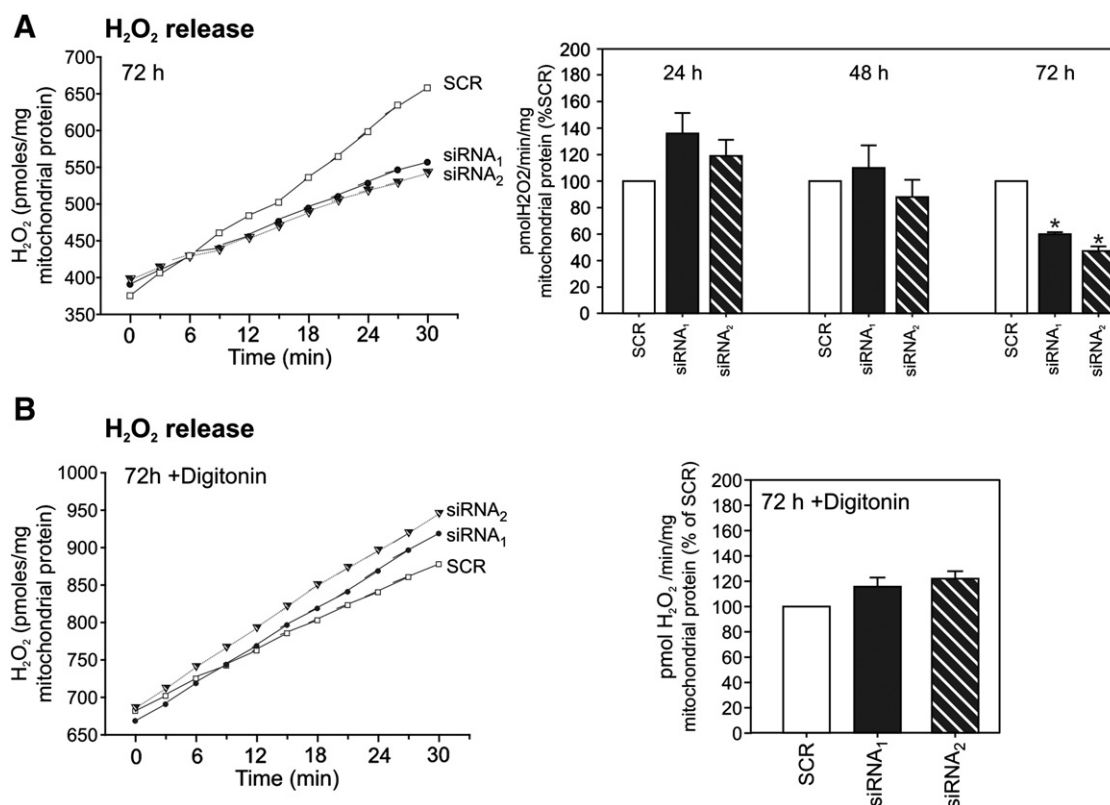 A
H₂O₂ release
72 h
H₂O₂ (pmoles/mg
mitochondrial protein)
700
650
600
550
500
450
400
350
SCR
siRNA₁
siRNA₂
0 6 12 18 24 30
Time (min)
pmolH2O2/min/mg
mitochondrial protein (%SCR)
200
180
160
140
120
100
80
60
40
20
0
24 h 48 h 72 h
* *
SCR siRNA₁ siRNA₂ SCR siRNA₁ siRNA₂ SCR siRNA₁ siRNA₂
B
H₂O₂ release
72h +Digitonin
H₂O₂ (pmoles/mg
mitochondrial protein)
1000
950
900
850
800
750
700
650
siRNA₂
siRNA₁
SCR
0 6 12 18 24 30
Time (min)
pmol H₂O₂ /min/mg
mitochondrial protein (% of SCR)
200
180
160
140
120
100
80
60
40
20
0
72 h +Digitonin
SCR siRNA₁ siRNA₂